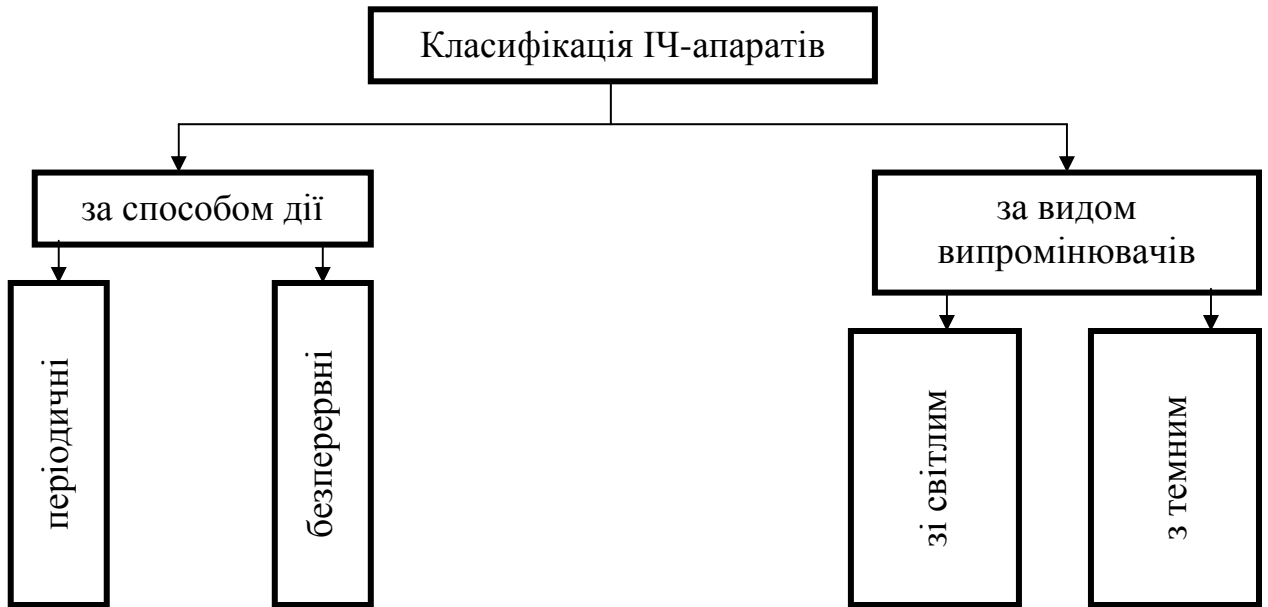 Класифікація ІЧ-апаратів
за способом дії
за видом
випромінювачів
періодичні
безперервні
зі світлим
з темним